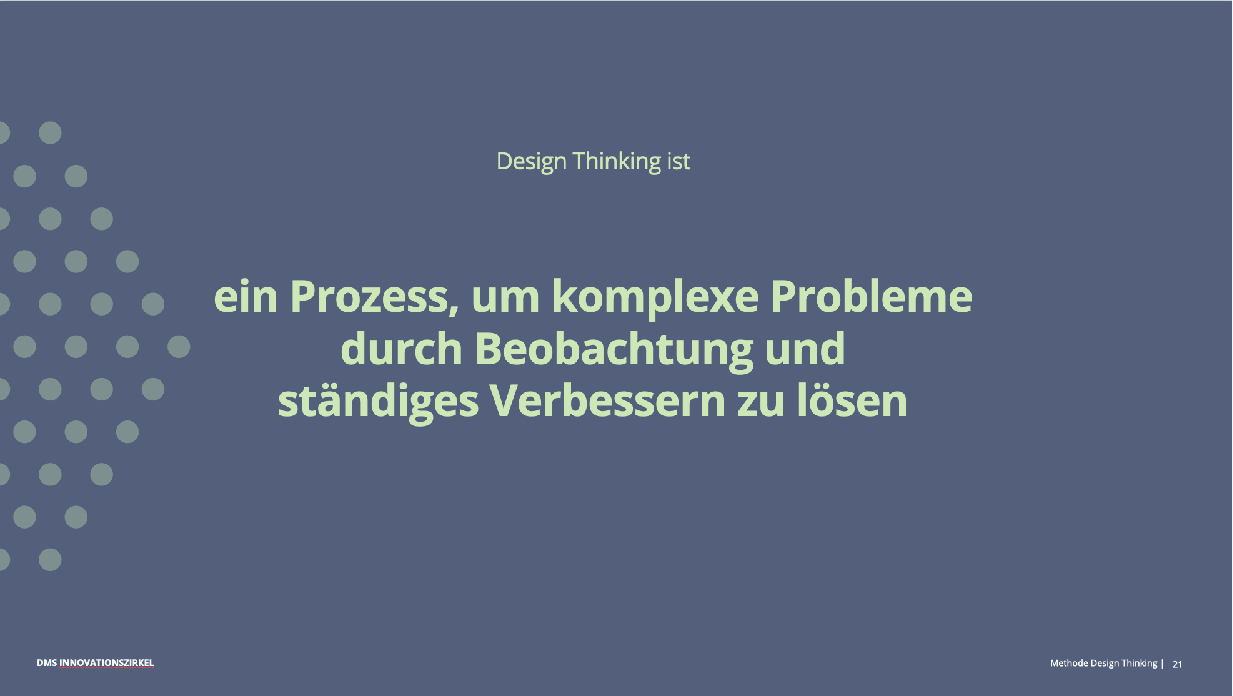 Design Thinking ist
ein Prozess, um komplexe Probleme
durch Beobachtung und
ständiges Verbessern zu lösen
DMS INNOVATIONSZIRKEL
Methode Design Thinking | 21